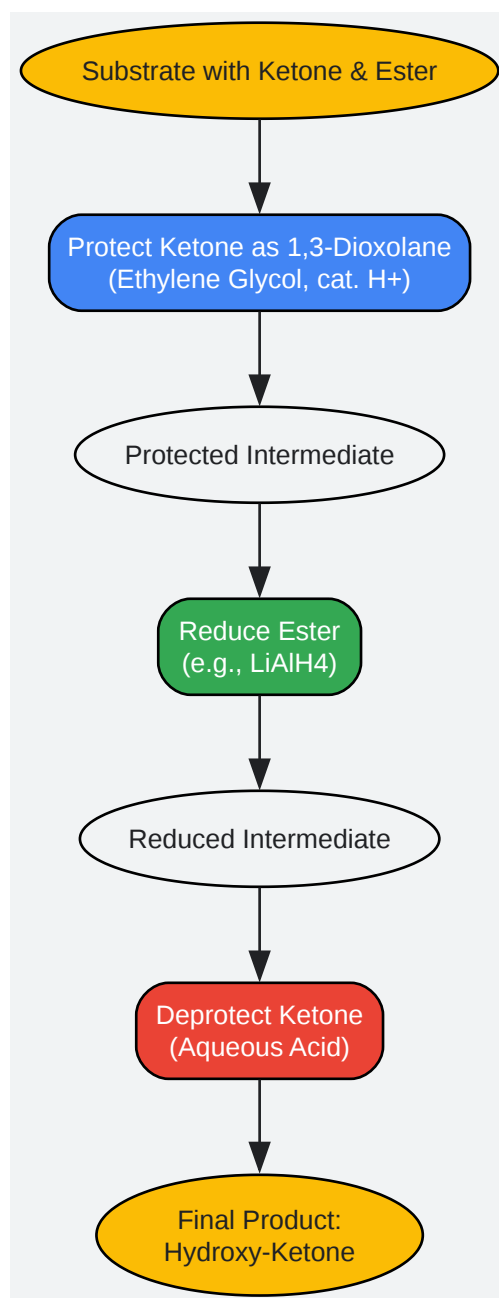 Substrate with Ketone & Ester
Protect Ketone as 1,3-Dioxolane
(Ethylene Glycol, cat. H+)
Protected Intermediate
Reduce Ester
(e.g., LiAlH4)
Reduced Intermediate
Deprotect Ketone
(Aqueous Acid)
Final Product:
Hydroxy-Ketone